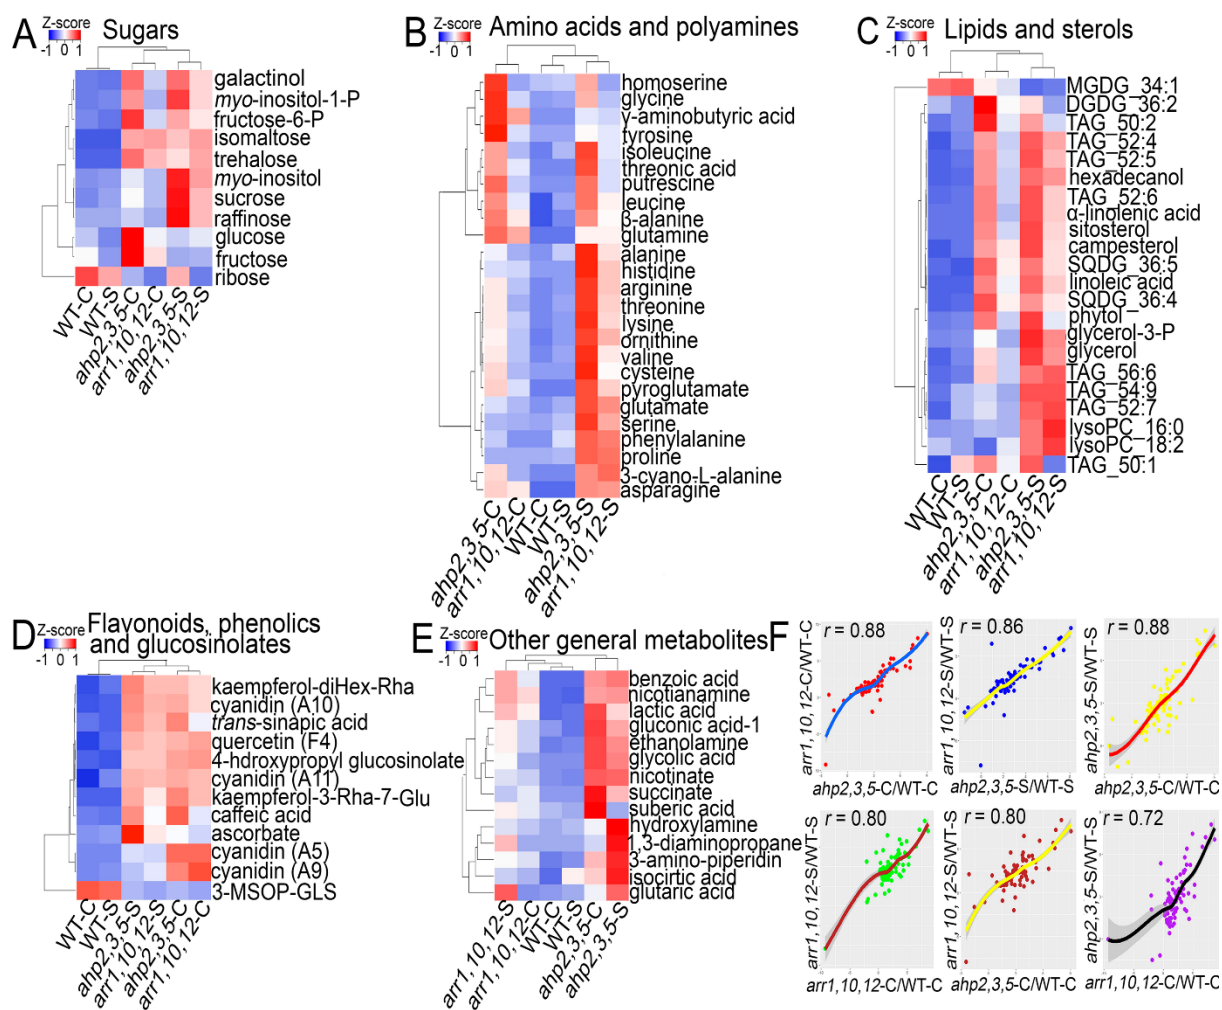 A
Z-score
-1 0 1
Sugars
galactinol
myo-inositol-1-P
fructose-6-P
isomaltose
trehalose
myo-inositol
sucrose
raffinose
glucose
fructose
ribose
WT-C
WT-S
ahp2,3,5-C
arr1,10,12-C
ahp2,3,5-S
arr1,10,12-S
B
Z-score
-1 0 1
Amino acids and polyamines
homoserine
glycine
γ-aminobutyric acid
tyrosine
isoleucine
threonic acid
putrescine
leucine
β-alanine
glutamine
alanine
histidine
arginine
threonine
lysine
ornithine
valine
cysteine
pyroglutamate
glutamate
serine
phenylalanine
proline
3-cyano-L-alanine
asparagine
ahp2,3,5-C
arr1,10,12-C
WT-C
WT-S
ahp2,3,5-S
arr1,10,12-S
C
Z-score
-1 0 1
Lipids and sterols
MGDG_34:1
DGDG_36:2
TAG_50:2
TAG_52:4
TAG_52:5
hexadecanol
TAG_52:6
α-linolenic acid
sitosterol
campesterol
SQDG_36:5
linoleic acid
SQDG_36:4
phytol
glycerol-3-P
glycerol
TAG_56:6
TAG_54:9
TAG_52:7
lysoPC_16:0
lysoPC_18:2
TAG_50:1
WT-C
WT-S
ahp2,3,5-C
arr1,10,12-C
ahp2,3,5-S
arr1,10,12-S
D
Z-score
-1 0 1
Flavonoids, phenolics
and glucosinolates
kaempferol-diHex-Rha
cyanidin (A10)
trans-sinapic acid
quercetin (F4)
4-hdroxypropyl glucosinolate
cyanidin (A11)
kaempferol-3-Rha-7-Glu
caffeic acid
ascorbate
cyanidin (A5)
cyanidin (A9)
3-MSOP-GLS
WT-C
WT-S
ahp2,3,5-S
arr1,10,12-S
ahp2,3,5-C
arr1,10,12-C
E
Z-score
-1 0 1
Other general metabolites
benzoic acid
nicotianamine
lactic acid
gluconic acid-1
ethanolamine
glycolic acid
nicotinate
succinate
suberic acid
hydroxylamine
1,3-diaminopropane
3-amino-piperidin
isocirtic acid
glutaric acid
arr1,10,12-S
arr1,10,12-C
WT-C
WT-S
ahp2,3,5-C
ahp2,3,5-S
F
r = 0.88
arr1,10,12-C/WT-C
ahp2,3,5-C/WT-C
r = 0.86
arr1,10,12-S/WT-S
ahp2,3,5-S/WT-S
r = 0.88
ahp2,3,5-S/WT-S
ahp2,3,5-C/WT-C
r = 0.80
arr1,10,12-S/WT-S
arr1,10,12-C/WT-C
r = 0.80
arr1,10,12-S/WT-S
ahp2,3,5-C/WT-C
r = 0.72
ahp2,3,5-S/WT-S
arr1,10,12-C/WT-C